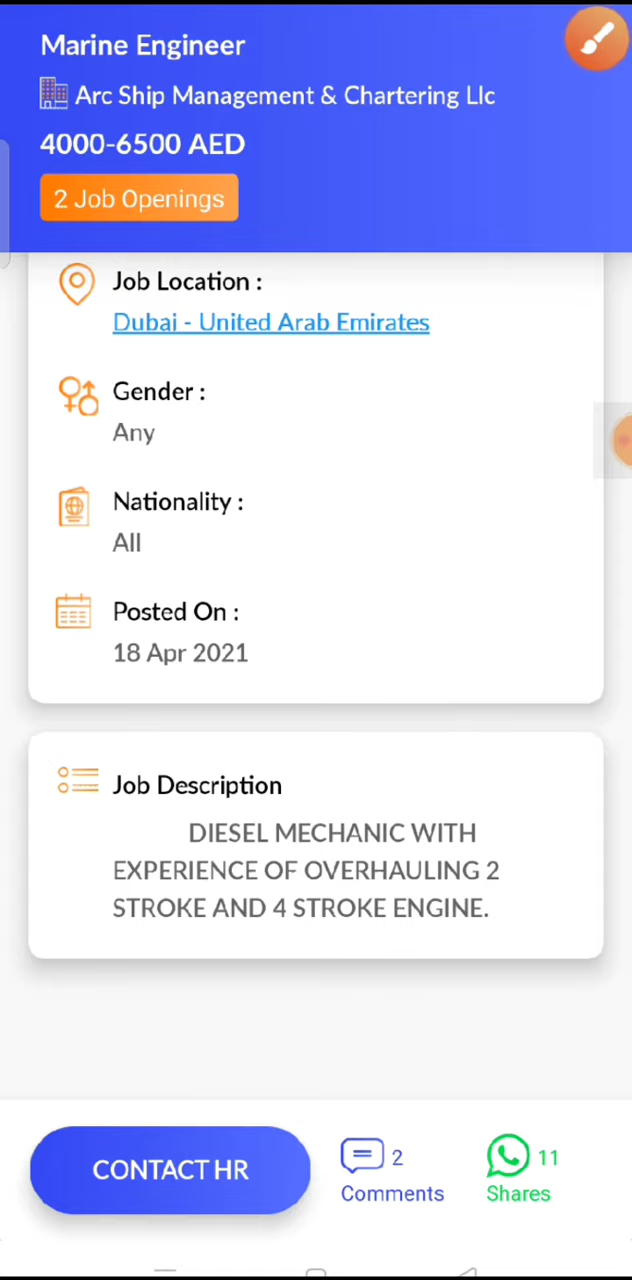 Marine Engineer
Arc Ship Management & Chartering Llc
4000-6500 AED
2 Job Openings
Job Location :
Dubai - United Arab Emirates
Gender :
Any
Nationality :
All
Posted On :
18 Apr 2021
Job Description
DIESEL MECHANIC WITH
EXPERIENCE OF OVERHAULING 2
STROKE AND 4 STROKE ENGINE.
CONTACT HR
2
Comments
11
Shares